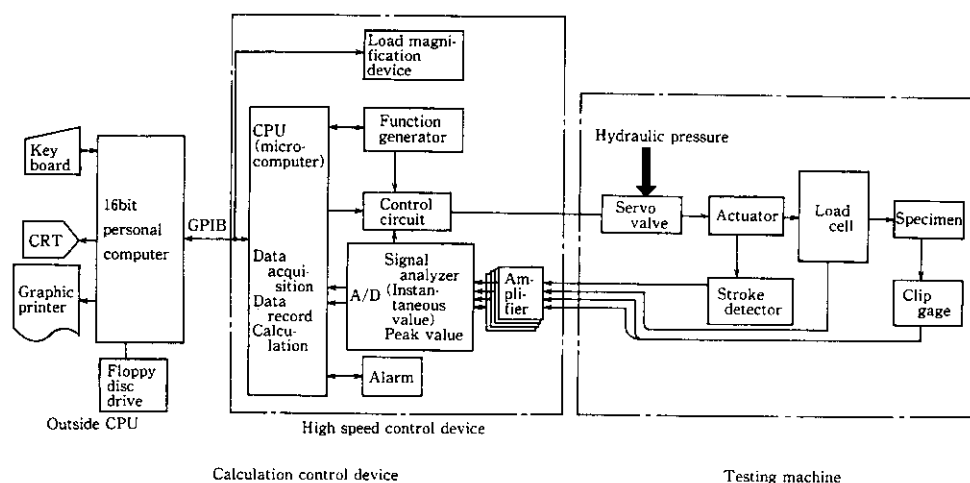 Load magni-
fication
device
CPU
(micro-
computer)
Function
generator
Hydraulic pressure
Key
board
16bit
personal
computer
GPIB
Control
circuit
Servo
valve
Actuator
Load
cell
Specimen
CRT
Data
acqui-
sition
Data
record
Calcu-
lation
A/D
Signal
analyzer
(Instan-
taneous
value)
Peak value
Am-
plifi-
er
Stroke
detector
Clip
gage
Graphic
printer
Floppy
disc
drive
Alarm
Outside CPU
High speed control device
Calculation control device
Testing machine